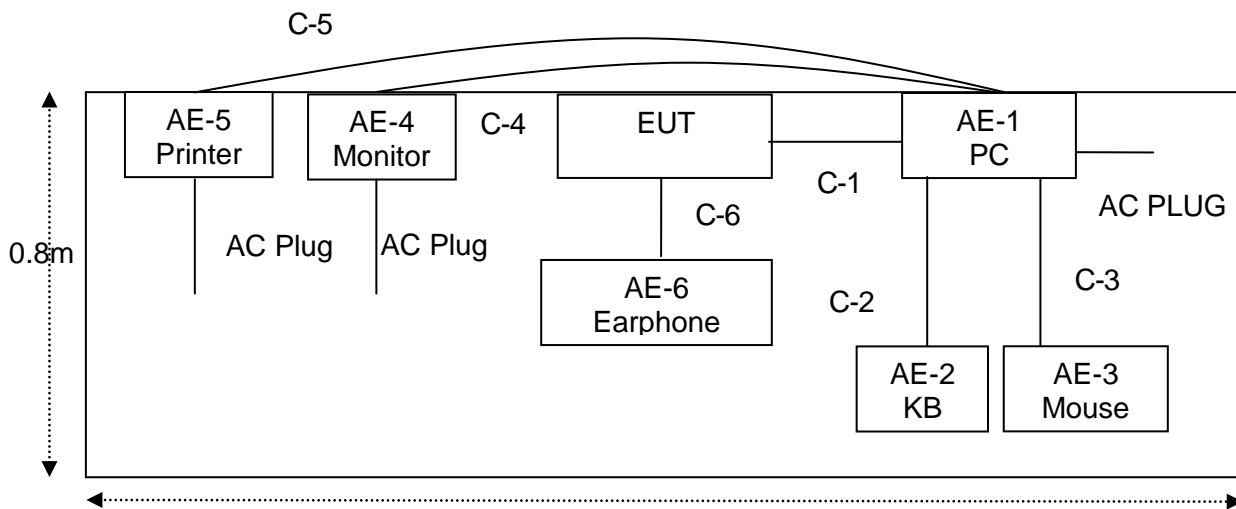 C-5
AE-5
Printer
AE-4
Monitor
C-4
EUT
C-1
AE-1
PC
AC PLUG
C-6
AC Plug
AC Plug
0.8m
AE-6
Earphone
C-2
C-3
AE-2
KB
AE-3
Mouse